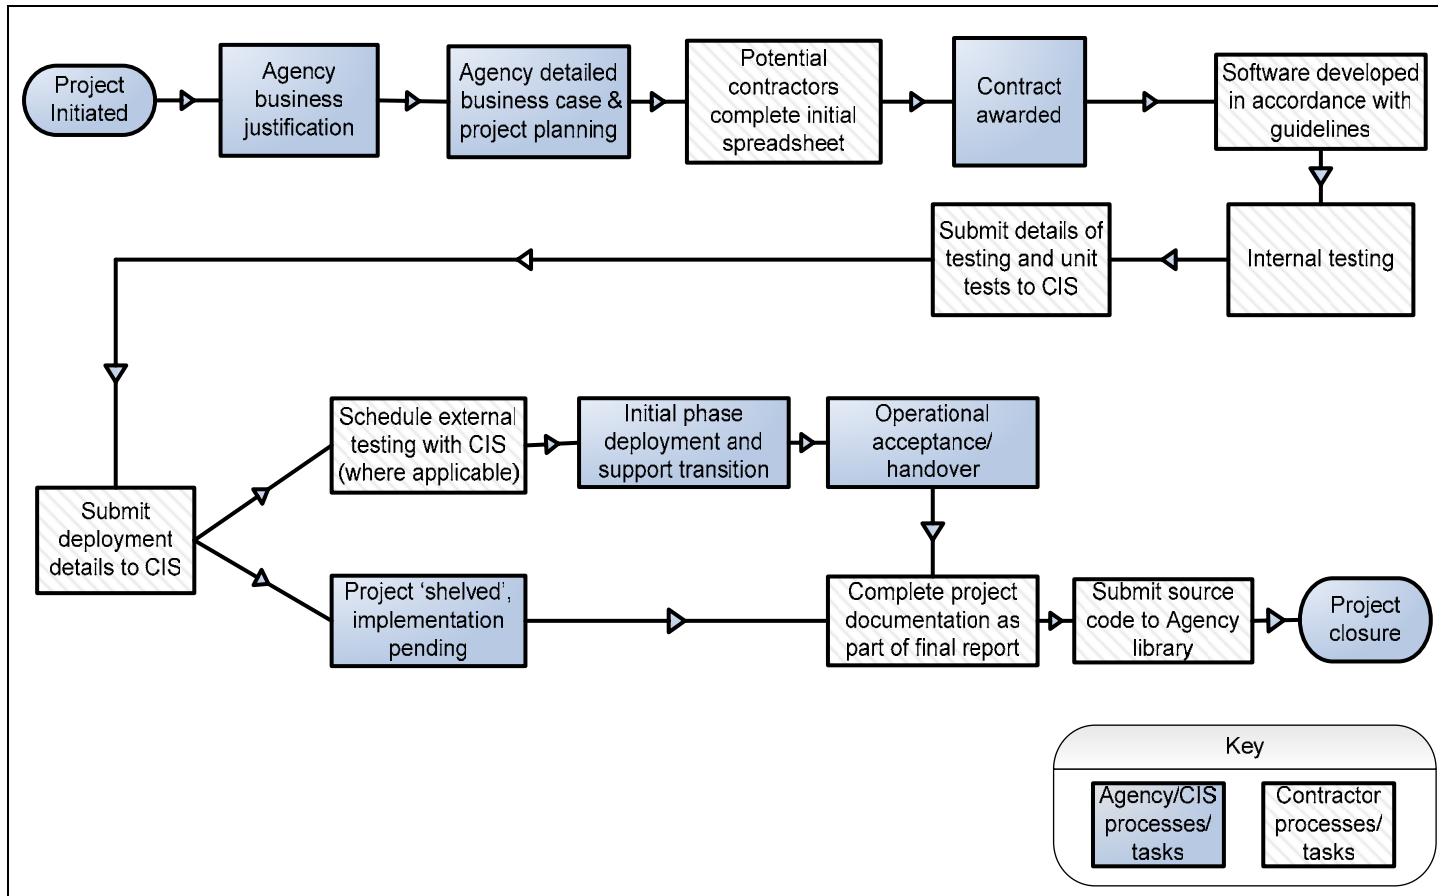 Project
Initiated
Agency
business
justification
Agency detailed
business case &
project planning
Potential
contractors
complete initial
spreadsheet
Contract
awarded
Software developed
in accordance with
guidelines
Submit details of
testing and unit
tests to CIS
Internal testing
Schedule external
testing with CIS
(where applicable)
Initial phase
deployment and
support transition
Operational
acceptance/
handover
Submit
deployment
details to CIS
Project ‘shelved’,
implementation
pending
Complete project
documentation as
part of final report
Submit source
code to Agency
library
Project
closure
Key
Agency/CIS
processes/
tasks
Contractor
processes/
tasks